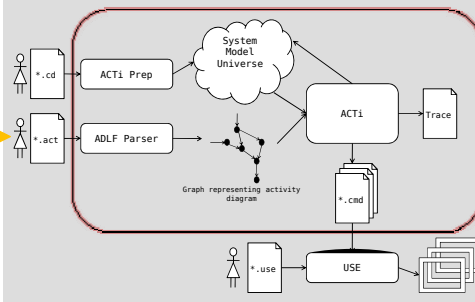 System
Model
Universe
*.cd
ACTi Prep
ACTi
Trace
*.act
ADLF Parser
Graph representing activity
diagram
*.cmd
*.use
USE